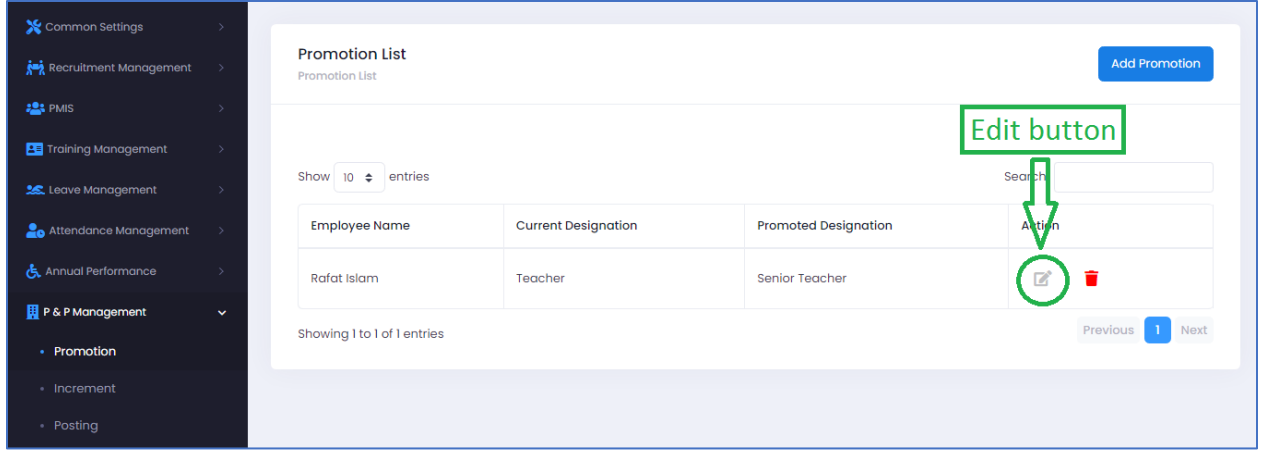 Common Settings
Recruitment Management
PMIS
Training Management
Leave Management
Attendance Management
Annual Performance
P & P Management
Promotion
Increment
Posting
Promotion List
Promotion List
Add Promotion
Edit button
Show 10 entries
Search
Employee Name Current Designation Promoted Designation Action
Rafat Islam Teacher Senior Teacher
Showing 1 to 1 of 1 entries
Previous 1 Next